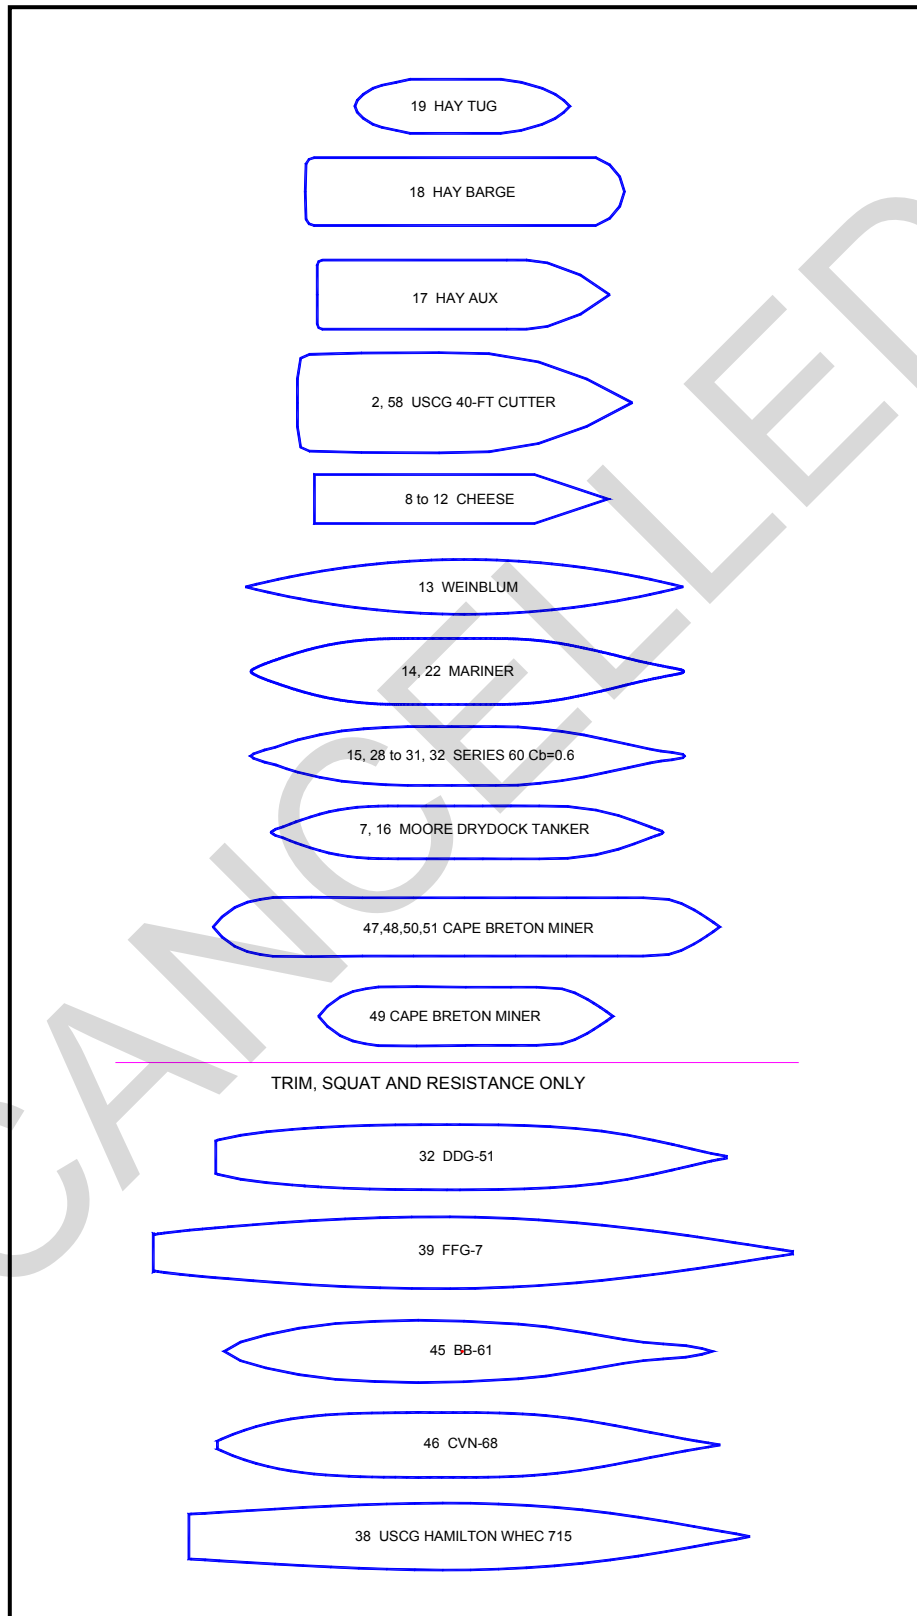 19 HAY TUG
18 HAY BARGE
17 HAY AUX
2, 58 USCG 40-FT CUTTER
8 to 12 CHEESE
13 WEINBLUM
14, 22 MARINER
15, 28 to 31, 32 SERIES 60 Cb=0.6
7, 16 MOORE DRYDOCK TANKER
47,48,50,51 CAPE BRETON MINER
49 CAPE BRETON MINER
TRIM, SQUAT AND RESISTANCE ONLY
32 DDG-51
39 FFG-7
45 BB-61
46 CVN-68
38 USCG HAMILTON WHEC 715
CANCELLED